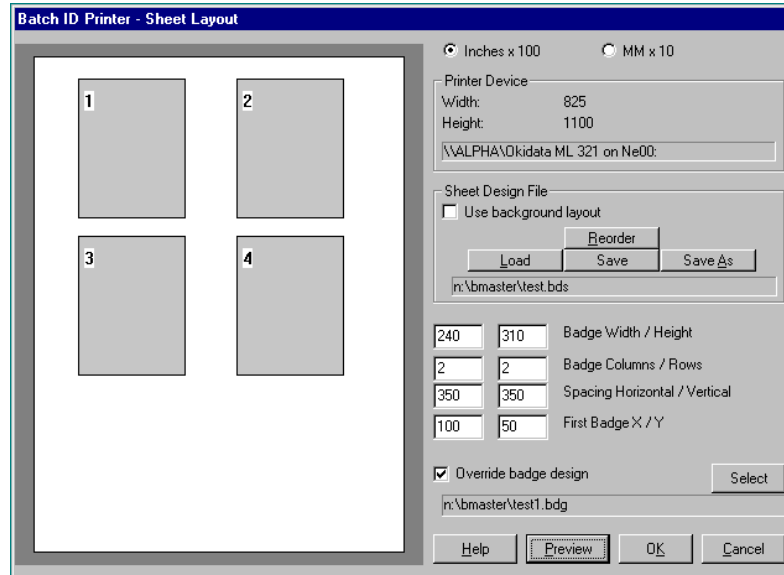 Batch ID Printer - Sheet Layout
1 2
3 4
Inches x 100 MM x 10
Printer Device
Width: 825
Height: 1100
\\ALPHA\Okidata ML 321 on Ne00:
Sheet Design File
Use background layout
Reorder
Load Save Save As
n:\bmaster\test.bds
240 310 Badge Width / Height
2 2 Badge Columns / Rows
350 350 Spacing Horizontal / Vertical
100 50 First Badge X / Y
Override badge design
Select
n:\bmaster\test1.bdg
Help Preview OK Cancel